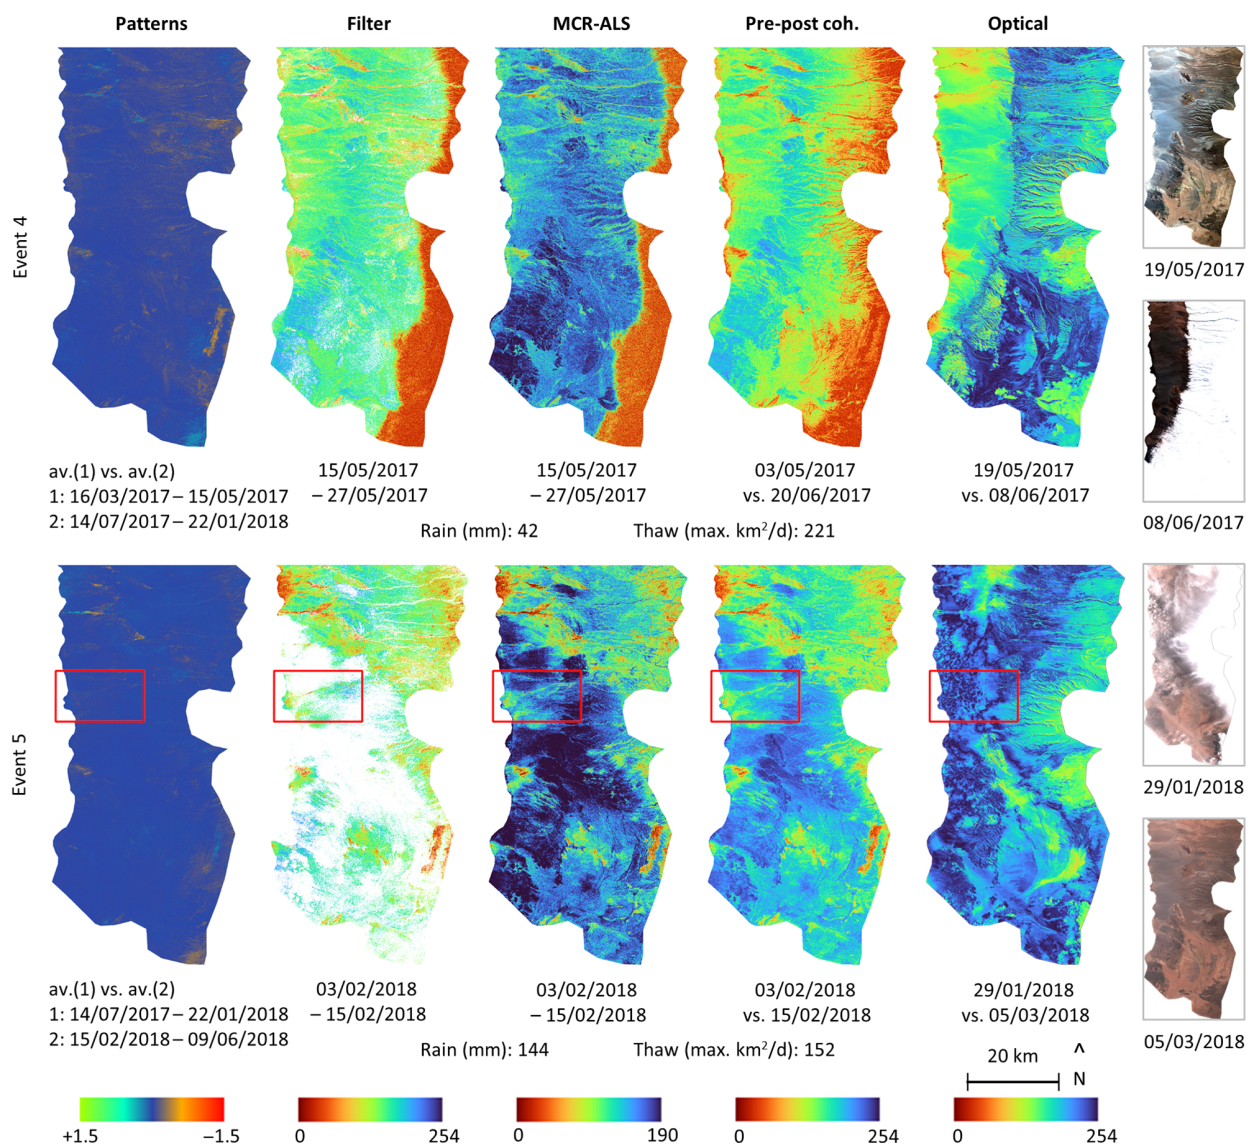 Patterns Filter MCR-ALS Pre-post coh. Optical
Event 4
19/05/2017
08/06/2017
av.(1) vs. av.(2)
1: 16/03/2017 – 15/05/2017
2: 14/07/2017 – 22/01/2018
15/05/2017
– 27/05/2017
15/05/2017
– 27/05/2017
03/05/2017
vs. 20/06/2017
19/05/2017
vs. 08/06/2017
Rain (mm): 42 Thaw (max. km²/d): 221
Event 5
29/01/2018
05/03/2018
av.(1) vs. av.(2)
1: 14/07/2017 – 22/01/2018
2: 15/02/2018 – 09/06/2018
03/02/2018
– 15/02/2018
03/02/2018
– 15/02/2018
03/02/2018
vs. 15/02/2018
29/01/2018
vs. 05/03/2018
Rain (mm): 144 Thaw (max. km²/d): 152
20 km
^
N
+1.5 –1.5
0 254
0 190
0 254
0 254